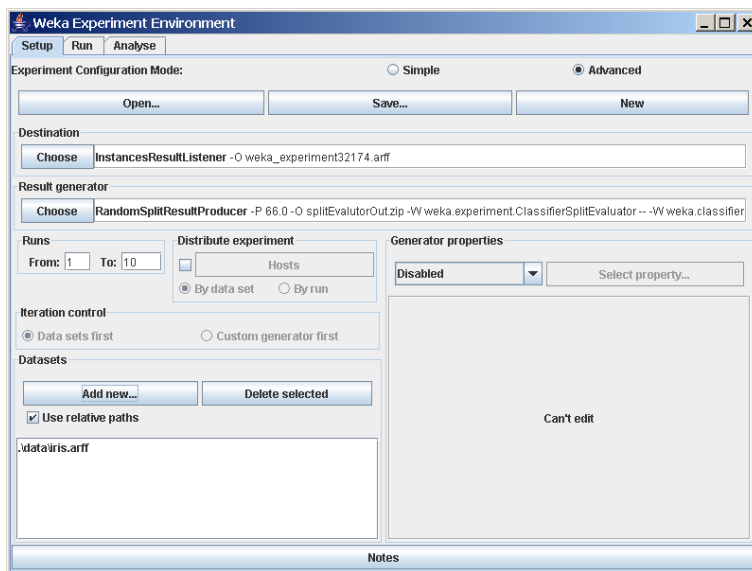 Weka Experiment Environment
Setup Run Analyse
Experiment Configuration Mode: Simple Advanced
Open... Save... New
Destination
Choose InstancesResultListener -O weka_experiment32174.arff
Result generator
Choose RandomSplitResultProducer -P 66.0 -O splitEvalutorOut.zip -W weka.experiment.ClassifierSplitEvaluator -- -W weka.classifier
Runs
From: 1 To: 10
Distribute experiment
Hosts
By data set By run
Generator properties
Disabled Select property...
Iteration control
Data sets first Custom generator first
Datasets
Add new... Delete selected
Use relative paths
.\data\iris.arff
Can't edit
Notes